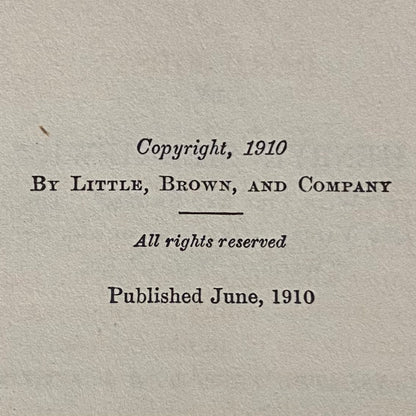 Copyright, 1910
By Little, Brown, and Company
All rights reserved
Published June, 1910